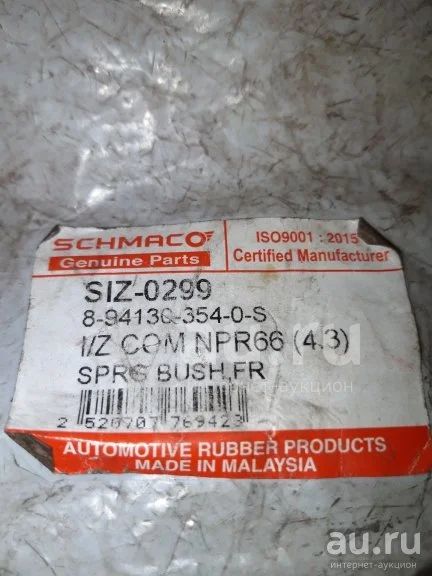 SCHMACO
Genuine Parts
ISO9001 : 2015
Certified Manufacturer
SIZ-0299
8-94130-354-0-S
I/Z COM NPR66 (4.3)
SPRG BUSH,FR
2 520707 769423
AUTOMOTIVE RUBBER PRODUCTS
MADE IN MALAYSIA
au.ru
интернет-аукцион